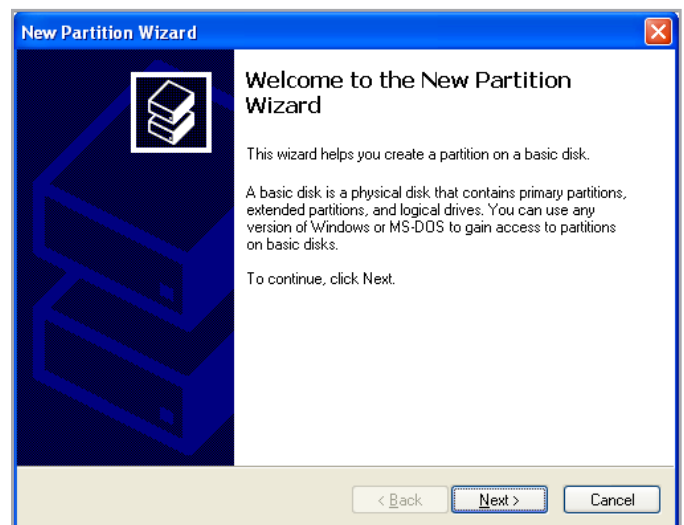 New Partition Wizard
Welcome to the New Partition
Wizard
This wizard helps you create a partition on a basic disk.
A basic disk is a physical disk that contains primary partitions,
extended partitions, and logical drives. You can use any
version of Windows or MS-DOS to gain access to partitions
on basic disks.
To continue, click Next.
< Back Next > Cancel